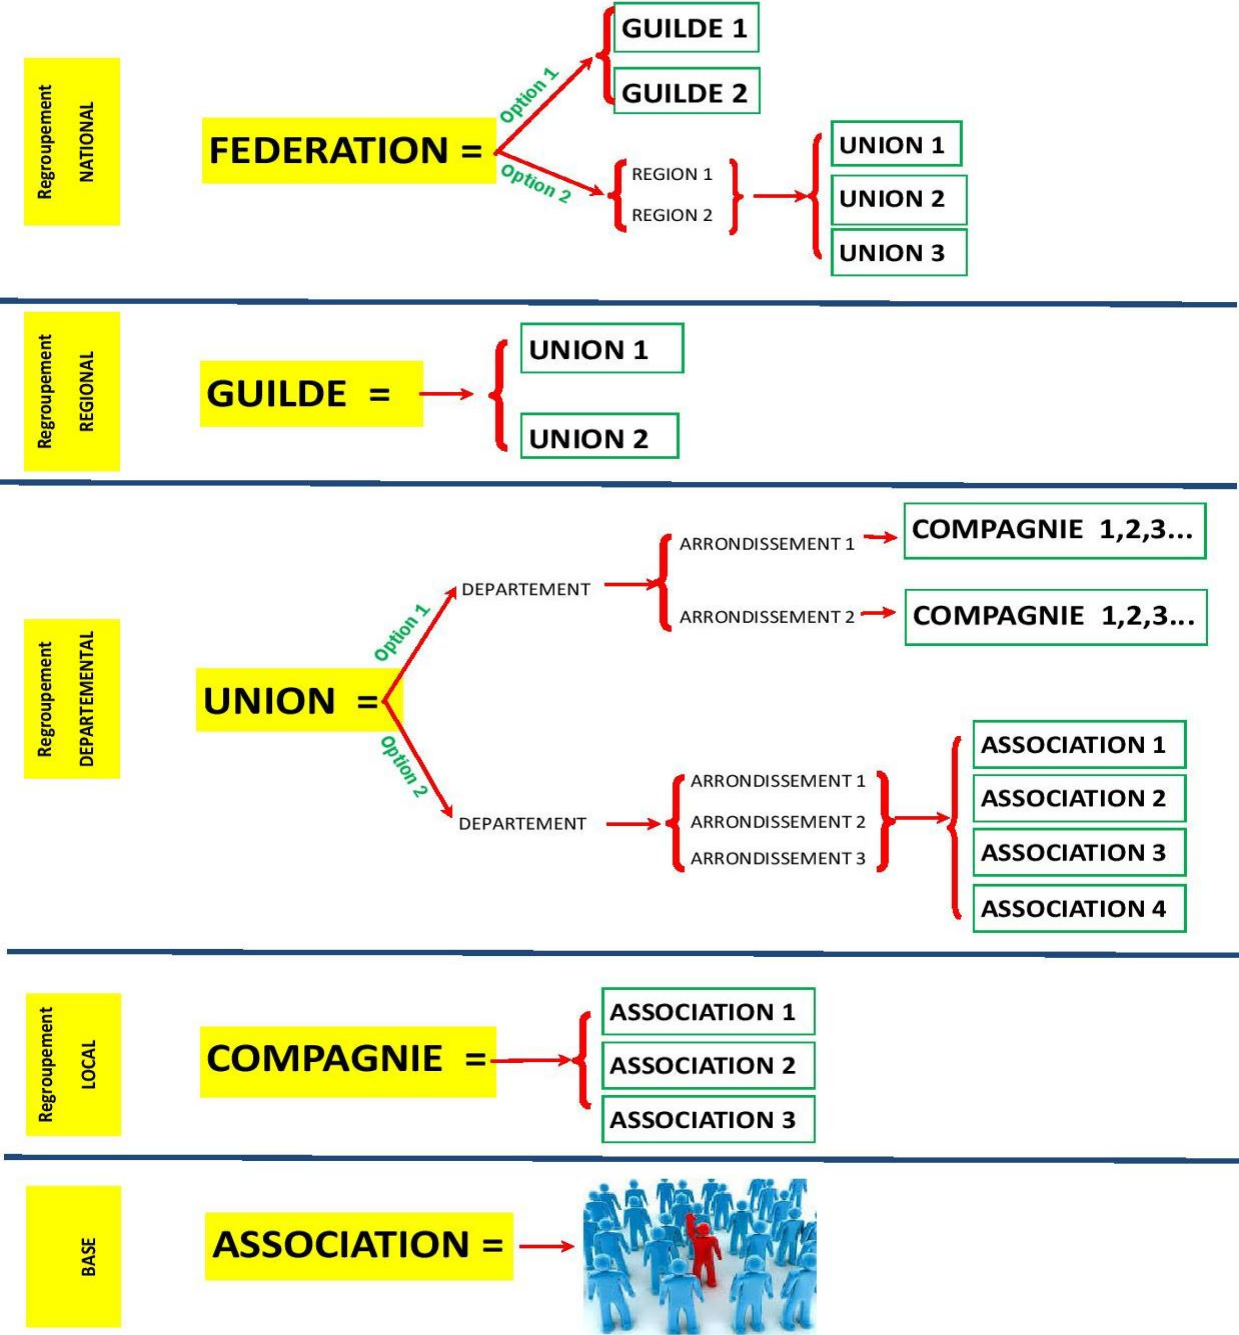 Regroupement
NATIONAL
FEDERATION =
Option 1
GUILDE 1
GUILDE 2
Option 2
REGION 1
REGION 2
UNION 1
UNION 2
UNION 3
Regroupement
REGIONAL
GUILDE =
UNION 1
UNION 2
Regroupement
DEPARTEMENTAL
UNION =
Option 1
DEPARTEMENT
ARRONDISSEMENT 1
COMPAGNIE 1,2,3...
ARRONDISSEMENT 2
COMPAGNIE 1,2,3...
Option 2
DEPARTEMENT
ARRONDISSEMENT 1
ARRONDISSEMENT 2
ARRONDISSEMENT 3
ASSOCIATION 1
ASSOCIATION 2
ASSOCIATION 3
ASSOCIATION 4
Regroupement
LOCAL
COMPAGNIE =
ASSOCIATION 1
ASSOCIATION 2
ASSOCIATION 3
BASE
ASSOCIATION =